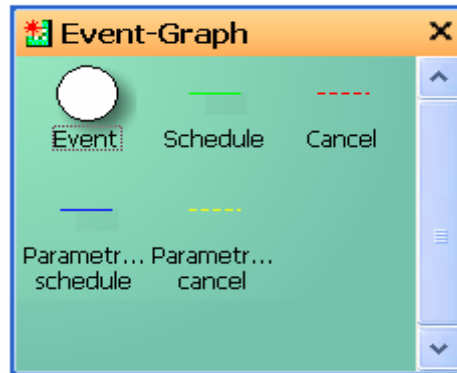 Event-Graph
Event
Schedule
Cancel
Parametr...
schedule
Parametr...
cancel